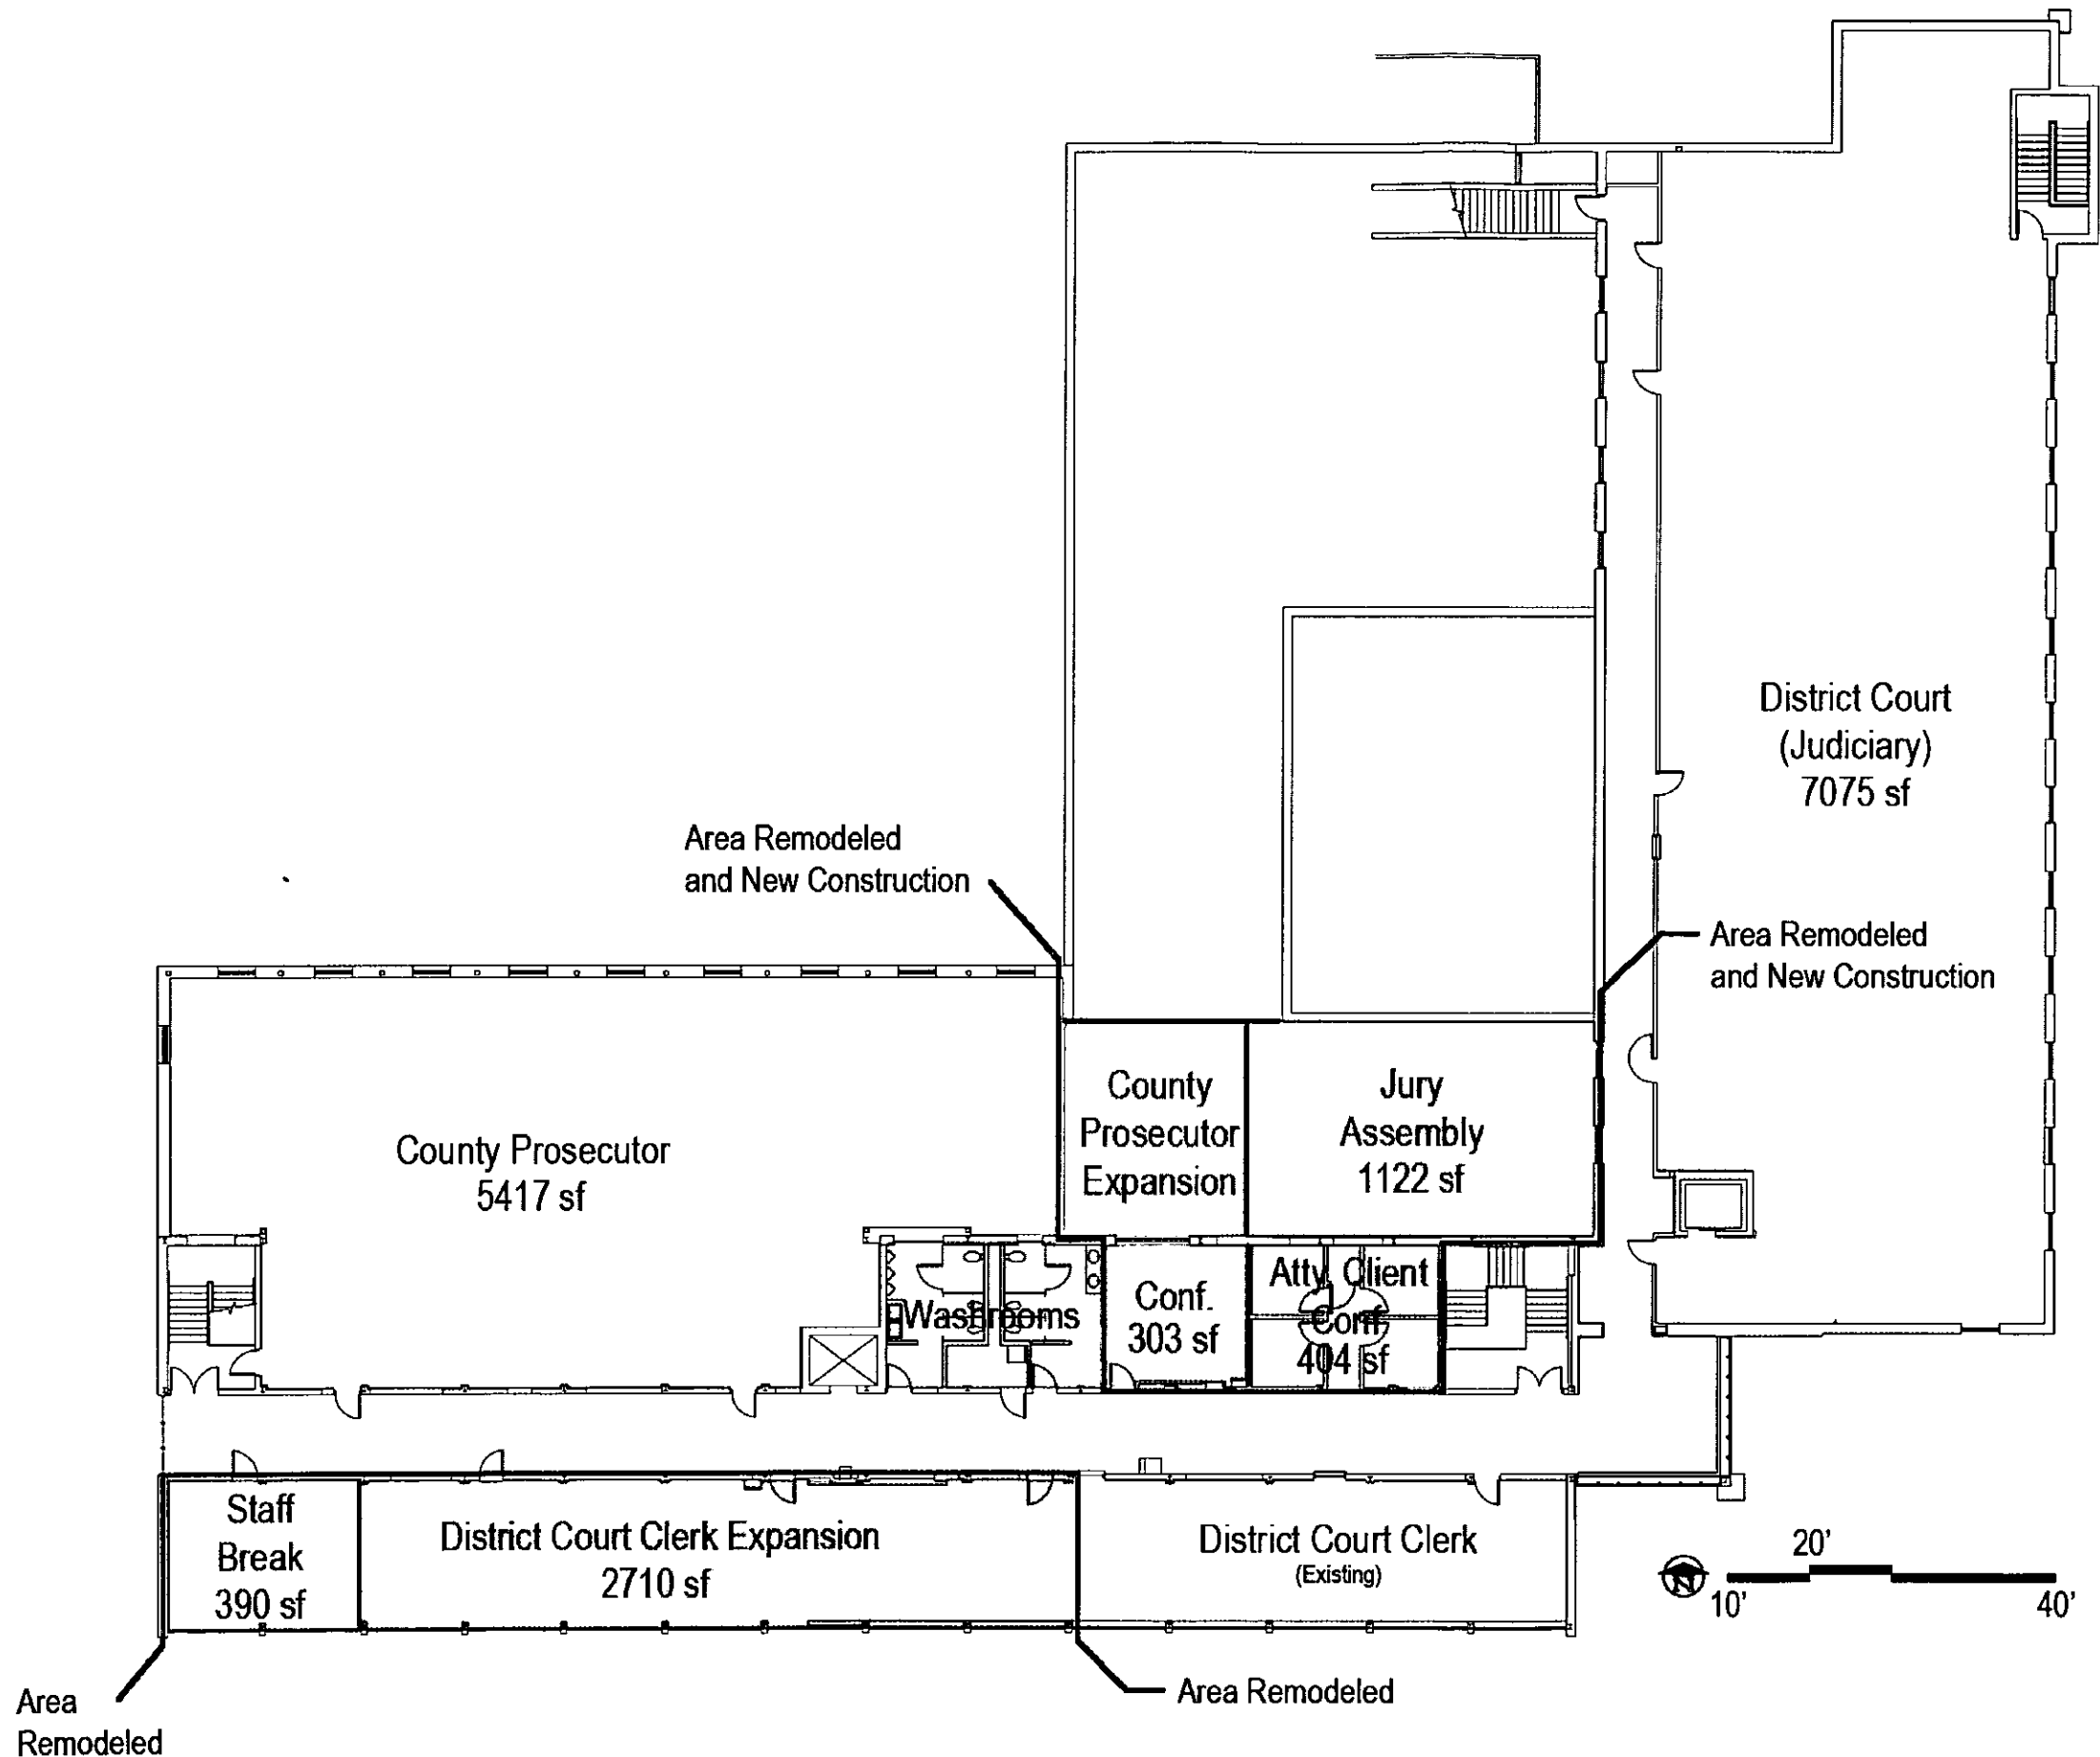 District Court
(Judiciary)
7075 sf
Area Remodeled
and New Construction
Area Remodeled
and New Construction
County
Prosecutor
Expansion
Jury
Assembly
1122 sf
County Prosecutor
5417 sf
Washrooms
Conf.
303 sf
Atty. Client
Conf.
404 sf
Staff
Break
390 sf
District Court Clerk Expansion
2710 sf
District Court Clerk
(Existing)
20'
N
10'
40'
Area
Remodeled
Area Remodeled